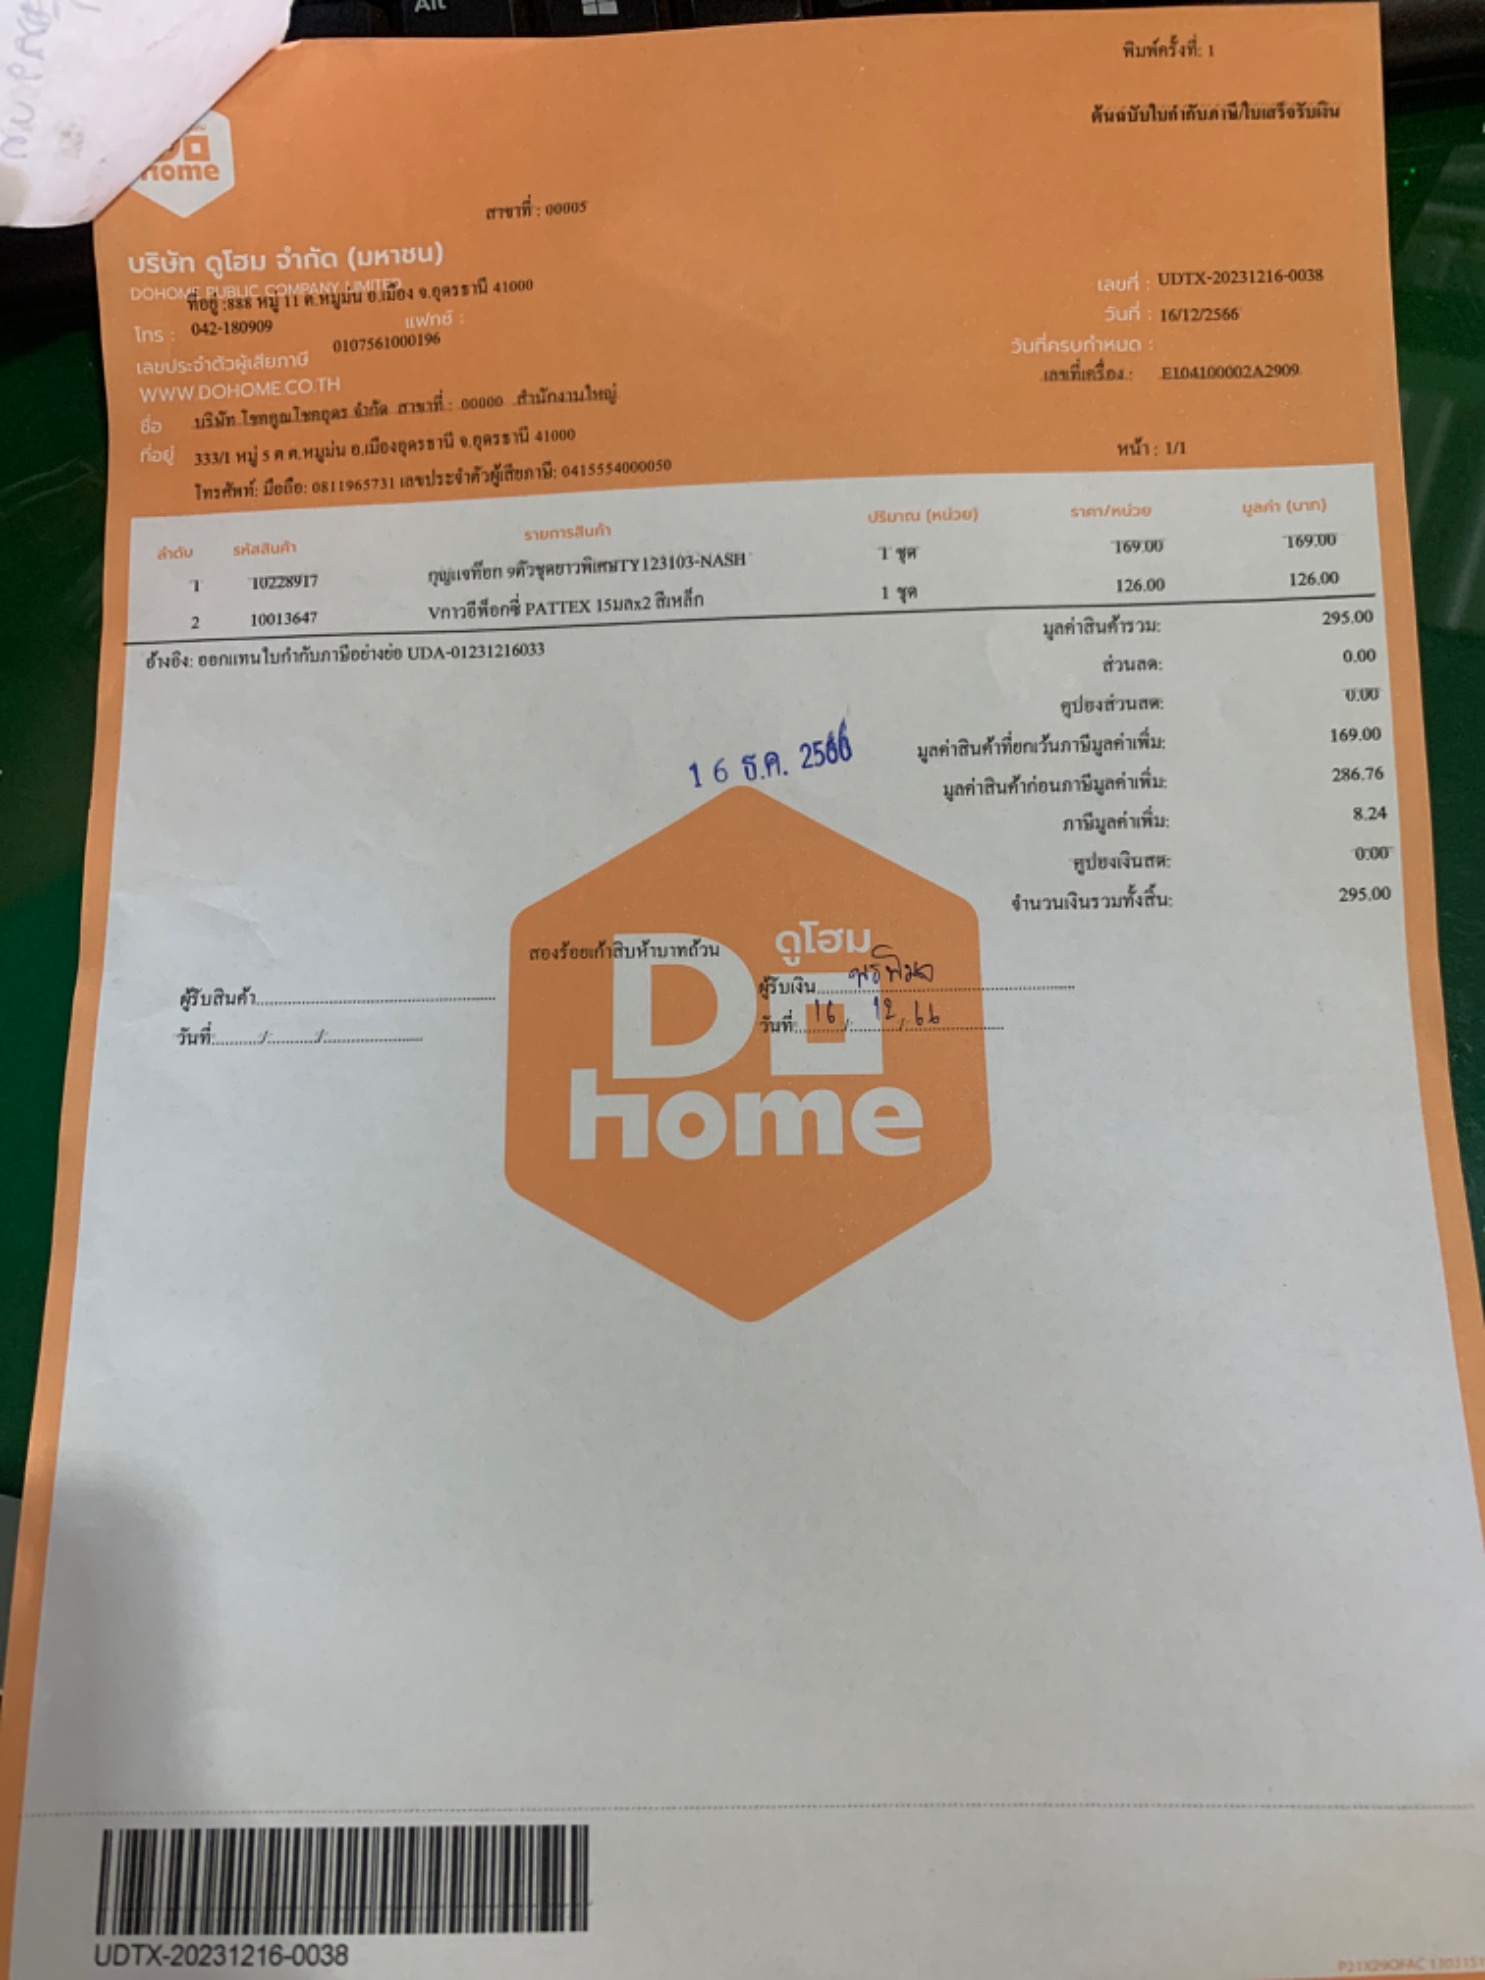 Alt
พิมพ์ครั้งที่: 1
ต้นฉบับใบกำกับภาษี/ใบเสร็จรับเงิน
home
สาขาที่ : 00005
บริษัท ดูโฮม จำกัด (มหาชน)
DOHOME PUBLIC COMPANY LIMITED
ที่อยู่ :888 หมู่ 11 ต.หมูม่น อ.เมือง จ.อุดรธานี 41000
เลขที่ : UDTX-20231216-0038
โทร : 042-180909 แฟกซ์ :
วันที่ : 16/12/2566
เลขประจำตัวผู้เสียภาษี 0107561000196
วันที่ครบกำหนด :
WWW.DOHOME.CO.TH
เลขที่เครื่อง.: E104100002A2909
ชื่อ บริษัท โชคคูณโชคอุดร จำกัด สาขาที่ : 00000 สำนักงานใหญ่
ที่อยู่ 333/1 หมู่ 5 ต ต.หมูม่น อ.เมืองอุดรธานี จ.อุดรธานี 41000
หน้า : 1/1
โทรศัพท์: มือถือ: 0811965731 เลขประจำตัวผู้เสียภาษี: 0415554000050
ลำดับ รหัสสินค้า รายการสินค้า ปริมาณ (หน่วย) ราคา/หน่วย มูลค่า (บาท)
1 10228917 กุญแจท๊อก 9ตัวชุดยาวพิเศษTY123103-NASH 1 ชุด 169.00 169.00
2 10013647 Vกาวอีพ็อกซี่ PATTEX 15มลx2 สีเหล็ก 1 ชุด 126.00 126.00
อ้างอิง: ออกแทนใบกำกับภาษีอย่างย่อ UDA-01231216033
มูลค่าสินค้ารวม: 295.00
ส่วนลด: 0.00
คูปองส่วนลด: 0.00
มูลค่าสินค้าที่ยกเว้นภาษีมูลค่าเพิ่ม: 169.00
16 ธ.ค. 2566
มูลค่าสินค้าก่อนภาษีมูลค่าเพิ่ม: 286.76
ภาษีมูลค่าเพิ่ม: 8.24
คูปองเงินสด: 0.00
จำนวนเงินรวมทั้งสิ้น: 295.00
ดูโฮม
สองร้อยเก้าสิบห้าบาทถ้วน
ผู้รับสินค้า
ผู้รับเงิน พรพิมล
วันที่ / /
วันที่ 16 / 12 / 66
Do
home
UDTX-20231216-0038